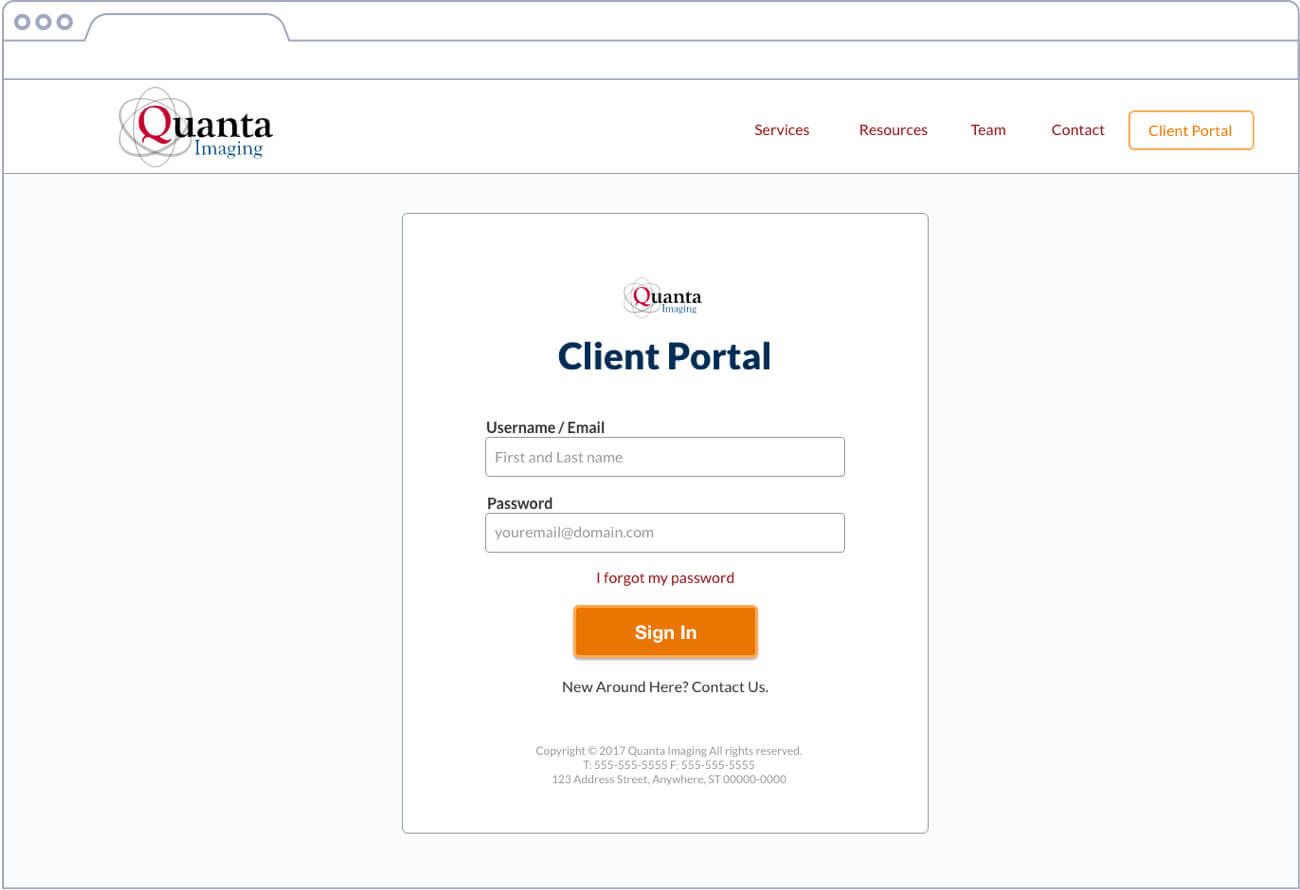 Quanta
Imaging
Services Resources Team Contact Client Portal
Quanta
Imaging
Client Portal
Username / Email
First and Last name
Password
youremail@domain.com
I forgot my password
Sign In
New Around Here? Contact Us.
Copyright © 2017 Quanta Imaging All rights reserved.
T: 555-555-5555 F: 555-555-5555
123 Address Street, Anywhere, ST 00000-0000